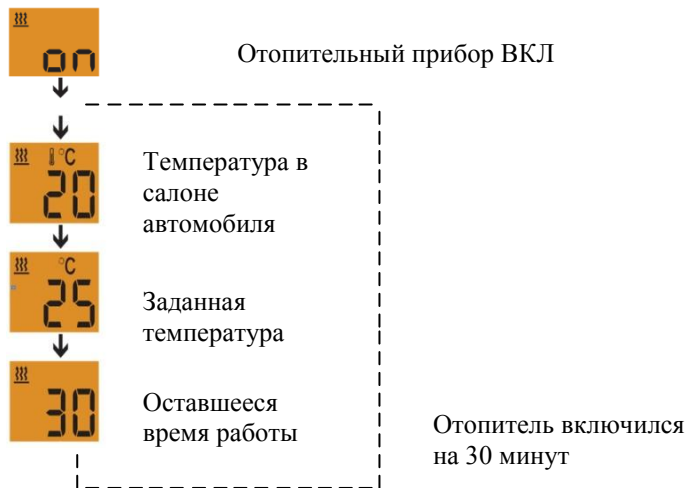 on
Отопительный прибор ВКЛ
°C
20
Температура в
салоне
автомобиля
°C
25
Заданная
температура
30
Оставшееся
время работы
Отопитель включился
на 30 минут